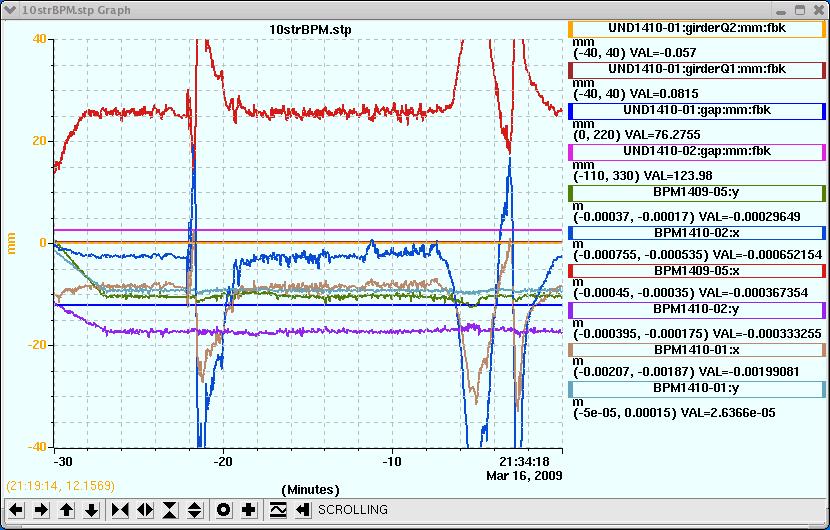 10strBPM.stp Graph
10strBPM.stp
40
20
0
-20
-40
mm
-30
-20
-10
21:34:18
Mar 16, 2009
(21:19:14, 12.1569)
(Minutes)
UND1410-01:girderQ2:mm:fbk
mm
(-40, 40) VAL=-0.057
UND1410-01:girderQ1:mm:fbk
mm
(-40, 40) VAL=0.0815
UND1410-01:gap:mm:fbk
mm
(0, 220) VAL=76.2755
UND1410-02:gap:mm:fbk
mm
(-110, 330) VAL=123.98
BPM1409-05:y
m
(-0.00037, -0.00017) VAL=-0.00029649
BPM1410-02:x
m
(-0.000755, -0.000535) VAL=-0.000652154
BPM1409-05:x
m
(-0.00045, -0.00035) VAL=-0.000367354
BPM1410-02:y
m
(-0.000395, -0.000175) VAL=-0.000333255
BPM1410-01:x
m
(-0.00207, -0.00187) VAL=-0.00199081
BPM1410-01:y
m
(-5e-05, 0.00015) VAL=2.6366e-05
SCROLLING